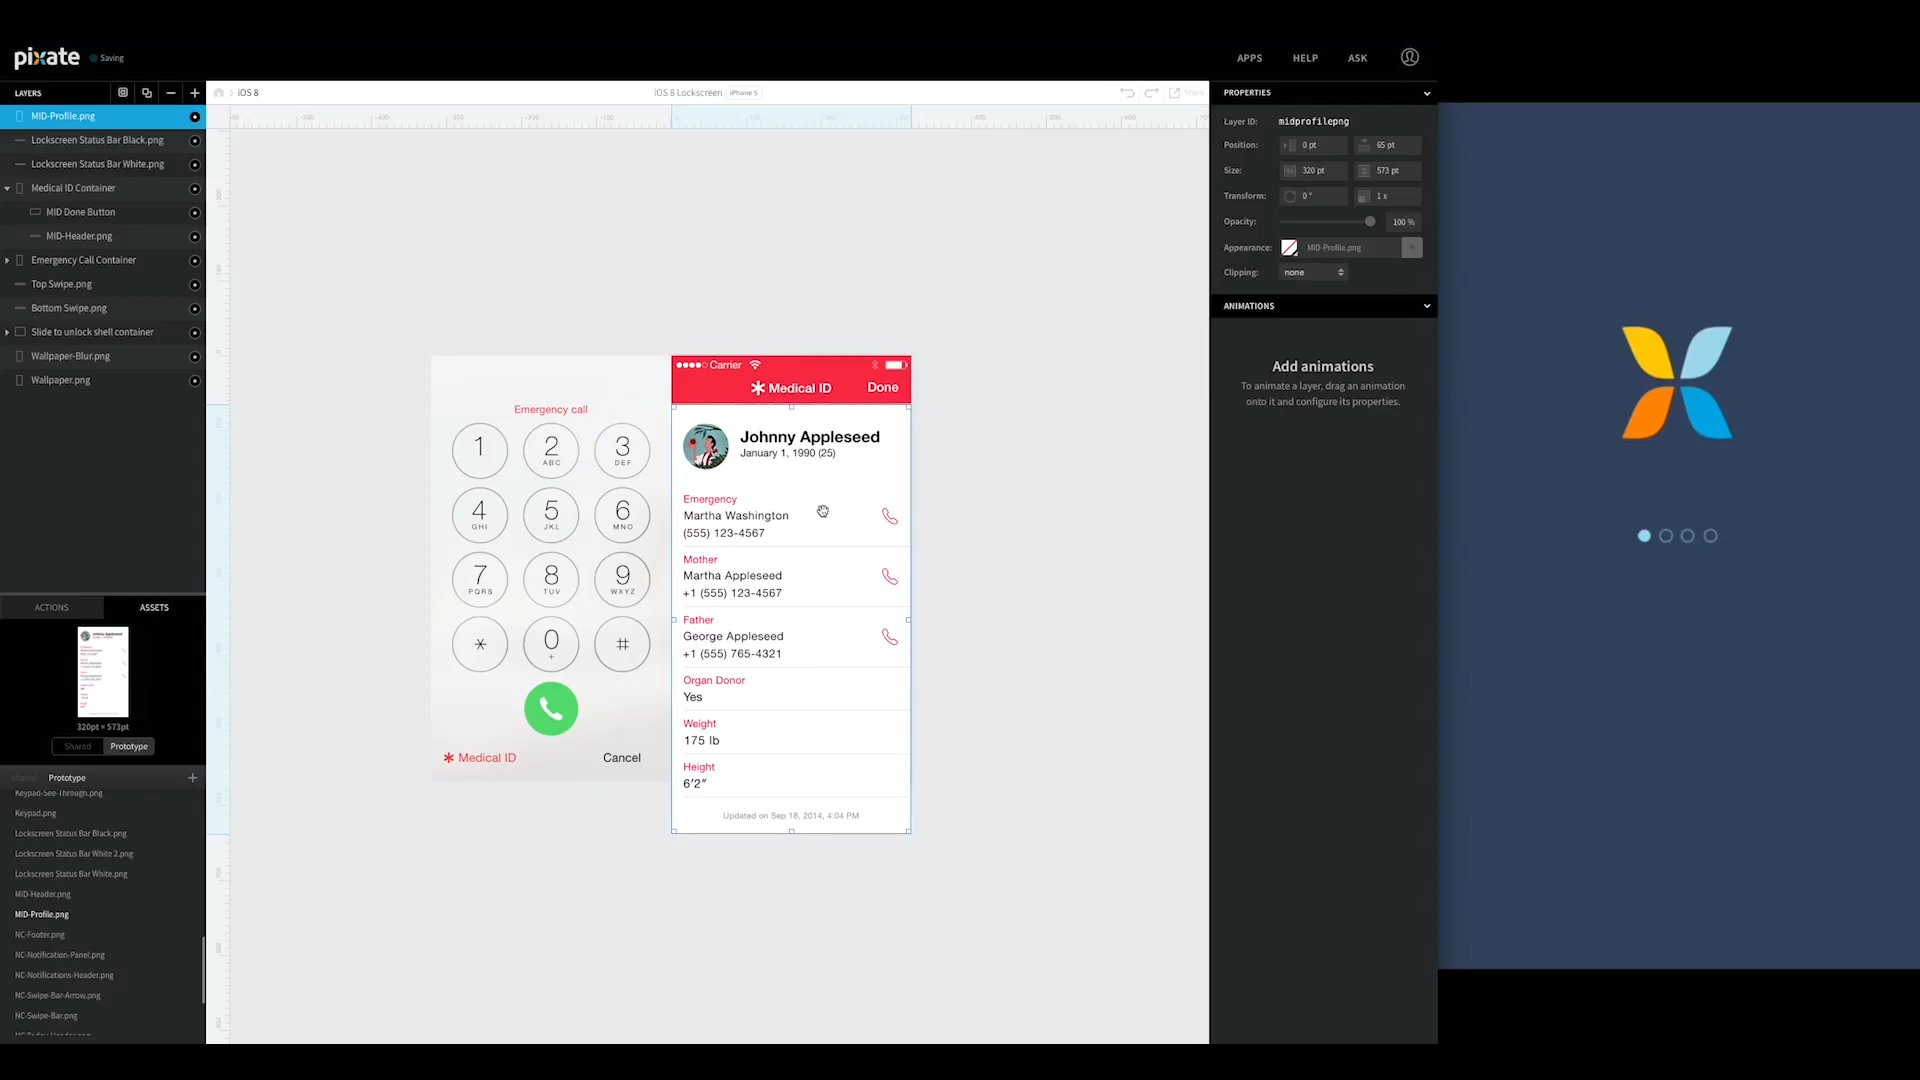 pixate
Saving
APPS
HELP
ASK
LAYERS
iOS 8
iOS 8 Lockscreen
iPhone 5
Share
PROPERTIES
MID-Profile.png
Lockscreen Status Bar Black.png
Lockscreen Status Bar White.png
Medical ID Container
MID Done Button
MID-Header.png
Emergency Call Container
Top Swipe.png
Bottom Swipe.png
Slide to unlock shell container
Wallpaper-Blur.png
Wallpaper.png
Layer ID: midprofilepng
Position: 0 pt 65 pt
Size: 320 pt 573 pt
Transform: 0° 1 x
Opacity: 100 %
Appearance: MID-Profile.png
Clipping: none
ANIMATIONS
Add animations
To animate a layer, drag an animation
onto it and configure its properties.
Emergency call
1
2 ABC
3 DEF
4 GHI
5 JKL
6 MNO
7 PQRS
8 TUV
9 WXYZ
*
0 +
#
* Medical ID
Cancel
Carrier
* Medical ID
Done
Johnny Appleseed
January 1, 1990 (25)
Emergency
Martha Washington
(555) 123-4567
Mother
Martha Appleseed
+1 (555) 123-4567
Father
George Appleseed
+1 (555) 765-4321
Organ Donor
Yes
Weight
175 lb
Height
6'2"
Updated on Sep 18, 2014, 4:04 PM
ACTIONS
ASSETS
320pt × 573pt
Shared
Prototype
Shared
Prototype
Keypad-See-Through.png
Keypad.png
Lockscreen Status Bar Black.png
Lockscreen Status Bar White 2.png
Lockscreen Status Bar White.png
MID-Header.png
MID-Profile.png
NC-Footer.png
NC-Notification-Panel.png
NC-Notifications-Header.png
NC-Swipe-Bar-Arrow.png
NC-Swipe-Bar.png